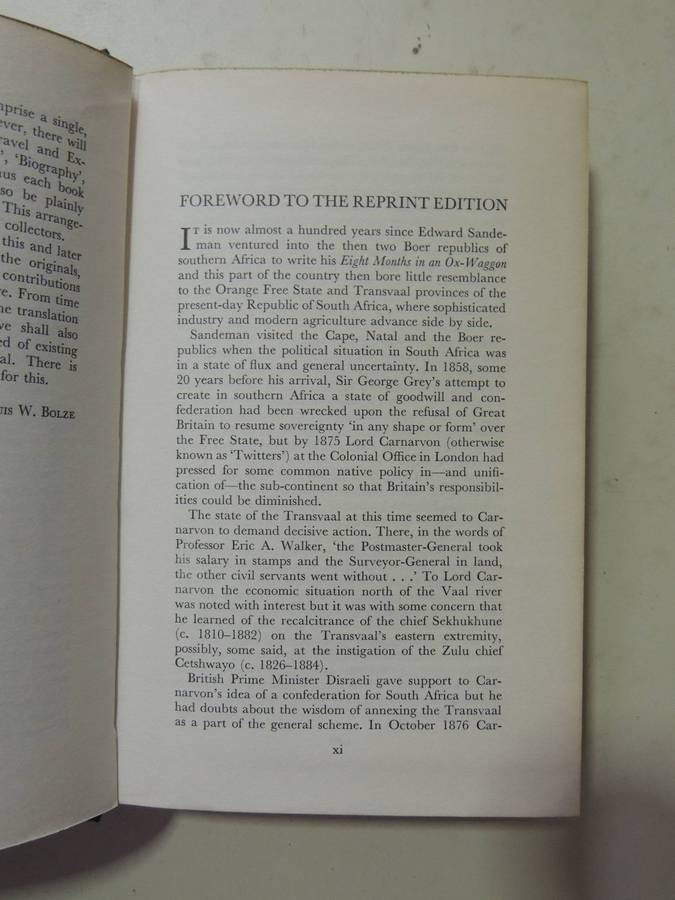 mprise a single,
ever, there will
ravel and Ex-
', 'Biography',
hus each book
so be plainly
This arrange-
collectors.
this and later
the originals,
contributions
e. From time
he translation
ve shall also
ed of existing
al. There is
for this.
UIS W. BOLZE
FOREWORD TO THE REPRINT EDITION
IT is now almost a hundred years since Edward Sande-
man ventured into the then two Boer republics of
southern Africa to write his Eight Months in an Ox-Waggon
and this part of the country then bore little resemblance
to the Orange Free State and Transvaal provinces of the
present-day Republic of South Africa, where sophisticated
industry and modern agriculture advance side by side.
Sandeman visited the Cape, Natal and the Boer re-
publics when the political situation in South Africa was
in a state of flux and general uncertainty. In 1858, some
20 years before his arrival, Sir George Grey's attempt to
create in southern Africa a state of goodwill and con-
federation had been wrecked upon the refusal of Great
Britain to resume sovereignty 'in any shape or form' over
the Free State, but by 1875 Lord Carnarvon (otherwise
known as 'Twitters') at the Colonial Office in London had
pressed for some common native policy in—and unifi-
cation of—the sub-continent so that Britain's responsibil-
ities could be diminished.
The state of the Transvaal at this time seemed to Car-
narvon to demand decisive action. There, in the words of
Professor Eric A. Walker, 'the Postmaster-General took
his salary in stamps and the Surveyor-General in land,
the other civil servants went without . . .' To Lord Car-
narvon the economic situation north of the Vaal river
was noted with interest but it was with some concern that
he learned of the recalcitrance of the chief Sekhukhune
(c. 1810–1882) on the Transvaal's eastern extremity,
possibly, some said, at the instigation of the Zulu chief
Cetshwayo (c. 1826–1884).
British Prime Minister Disraeli gave support to Car-
narvon's idea of a confederation for South Africa but he
had doubts about the wisdom of annexing the Transvaal
as a part of the general scheme. In October 1876 Car-
xi